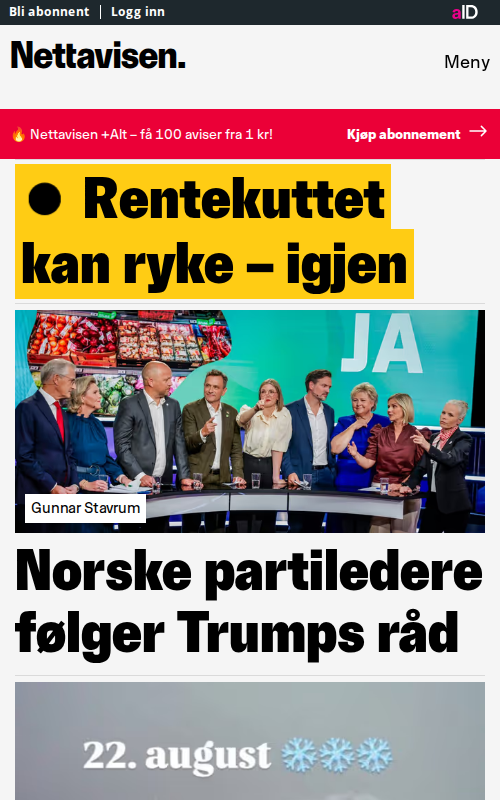 Bli abonnent | Logg inn
aID
Nettavisen.
Meny
🔥 Nettavisen +Alt – få 100 aviser fra 1 kr!
Kjøp abonnement →
● Rentekuttet
kan ryke – igjen
JA
Gunnar Stavrum
Norske partiledere
følger Trumps råd
22. august ❄️❄️❄️